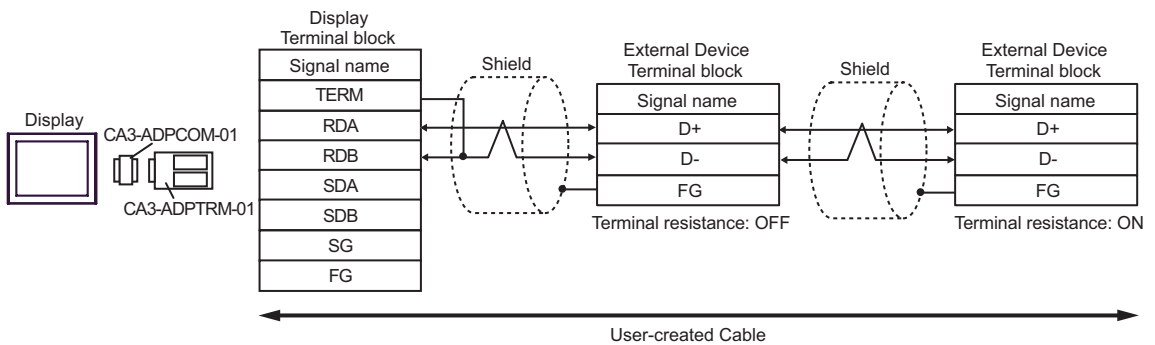 Display
Terminal block
Signal name
TERM
RDA
RDB
SDA
SDB
SG
FG
Display
CA3-ADPCOM-01
CA3-ADPTRM-01
Shield
External Device
Terminal block
Signal name
D+
D-
FG
Terminal resistance: OFF
Shield
External Device
Terminal block
Signal name
D+
D-
FG
Terminal resistance: ON
User-created Cable